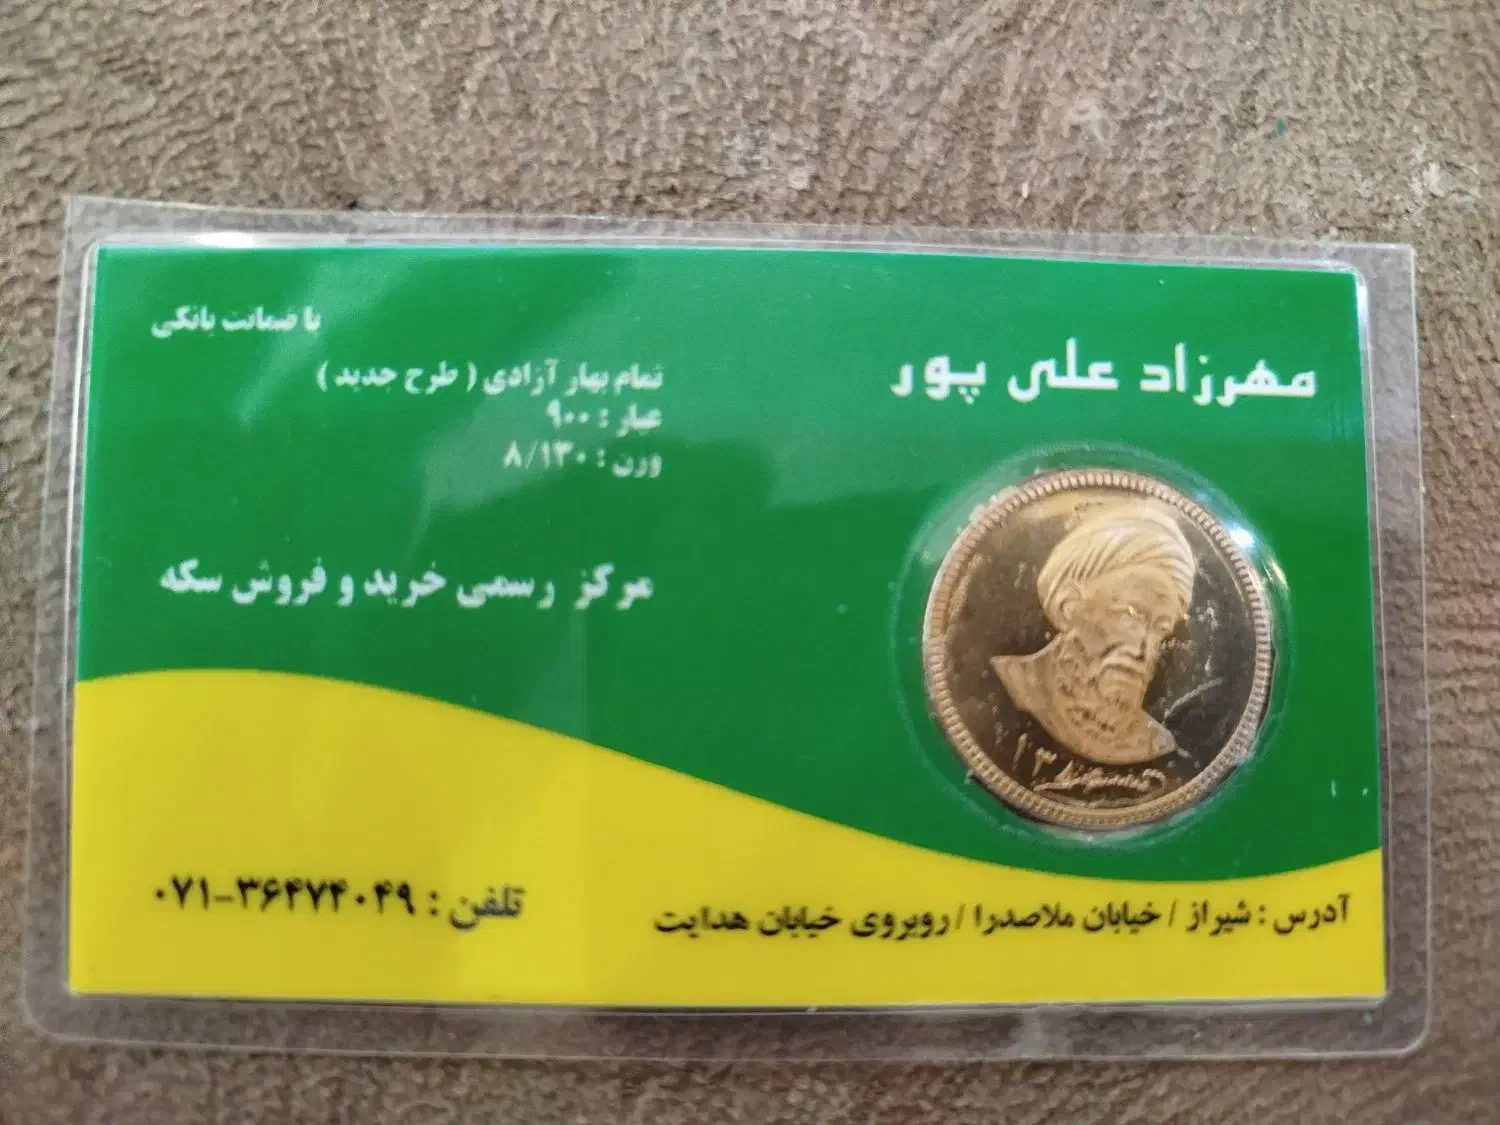 مهرزاد علی پور
با ضمانت بانکی
تمام بهار آزادی ( طرح جدید )
عیار : ۹۰۰
وزن : ۸/۱۳۰
مرکز رسمی خرید و فروش سکه
آدرس : شیراز / خیابان ملاصدرا / روبروی خیابان هدایت
تلفن : ۳۶۴۷۴۰۴۹-۰۷۱